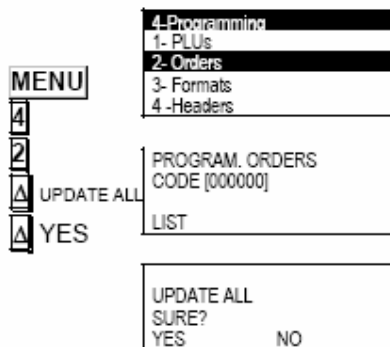 MENU
4
2
Δ UPDATE ALL
Δ YES
4-Programming
1- PLUs
2- Orders
3- Formats
4 -Headers
PROGRAM. ORDERS
CODE [000000]
LIST
UPDATE ALL
SURE?
YES NO